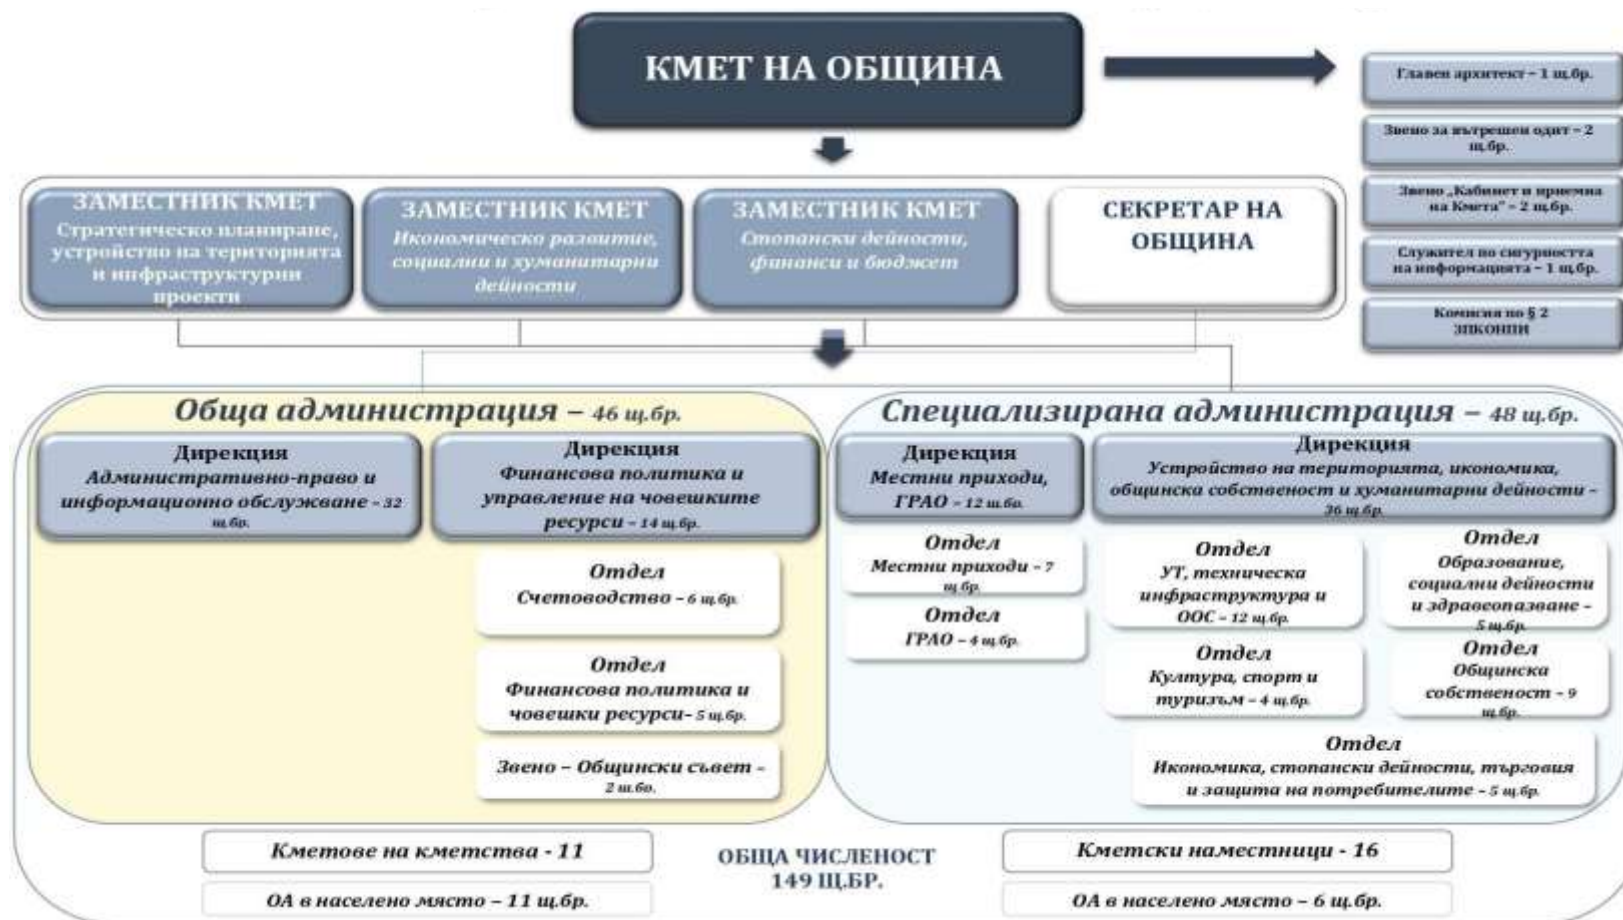 КМЕТ НА ОБЩИНА
Главен архитект – 1 щ.бр.
Звено за вътрешен одит – 2
щ.бр.
Звено „Кабинет и приемна
на Кмета" – 2 щ.бр.
Служител по сигурността
на информацията – 1 щ.бр.
Комисия по § 2
ЗПКОНПИ
ЗАМЕСТНИК КМЕТ
Стратегическо планиране,
устройство на територията
и инфраструктурни
проекти
ЗАМЕСТНИК КМЕТ
Икономическо развитие,
социални и хуманитарни
дейности
ЗАМЕСТНИК КМЕТ
Стопански дейности,
финанси и бюджет
СЕКРЕТАР НА
ОБЩИНА
Обща администрация – 46 щ.бр.
Дирекция
Административно-право и
информационно обслужване – 32
щ.бр.
Дирекция
Финансова политика и
управление на човешките
ресурси – 14 щ.бр.
Отдел
Счетоводство – 6 щ.бр.
Отдел
Финансова политика и
човешки ресурси– 5 щ.бр.
Звено – Общински съвет –
2 щ.бр.
Специализирана администрация – 48 щ.бр.
Дирекция
Местни приходи,
ГРАО – 12 щ.бр.
Отдел
Местни приходи – 7
щ.бр.
Отдел
ГРАО – 4 щ.бр.
Дирекция
Устройство на територията, икономика,
общинска собственост и хуманитарни дейности –
36 щ.бр.
Отдел
УТ, техническа
инфраструктура и
ООС – 12 щ.бр.
Отдел
Образование,
социални дейности
и здравеопазване –
5 щ.бр.
Отдел
Култура, спорт и
туризъм – 4 щ.бр.
Отдел
Общинска
собственост – 9
щ.бр.
Отдел
Икономика, стопански дейности, търговия
и защита на потребителите – 5 щ.бр.
Кметове на кметства - 11
ОА в населено място – 11 щ.бр.
ОБЩА ЧИСЛЕНОСТ
149 Щ.БР.
Кметски наместници - 16
ОА в населено място – 6 щ.бр.